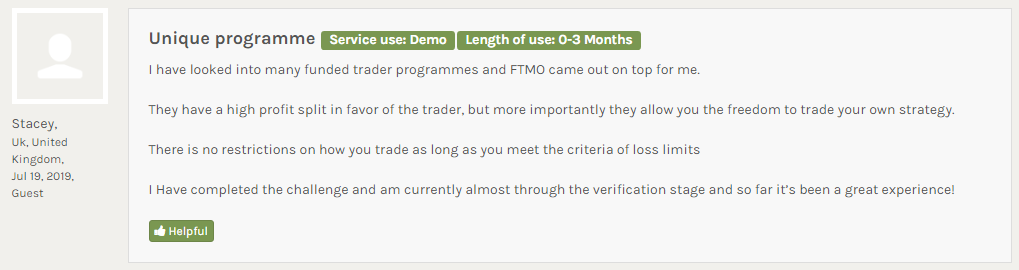 Stacey,
Uk, United
Kingdom,
Jul 19, 2019,
Guest
Unique programme Service use: Demo Length of use: 0-3 Months
I have looked into many funded trader programmes and FTMO came out on top for me.
They have a high profit split in favor of the trader, but more importantly they allow you the freedom to trade your own strategy.
There is no restrictions on how you trade as long as you meet the criteria of loss limits
I Have completed the challenge and am currently almost through the verification stage and so far it's been a great experience!
Helpful